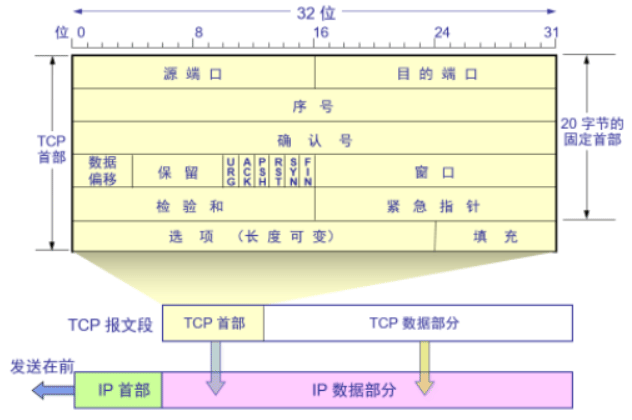 32 位
位 0 8 16 24 31
源端口 目的端口
序号
TCP 首部
确认号
20 字节的固定首部
数据偏移 保留 URG ACK PSH RST SYN FIN 窗口
检验和 紧急指针
选项 (长度可变) 填充
TCP 报文段 TCP 首部 TCP 数据部分
发送在前
IP 首部 IP 数据部分